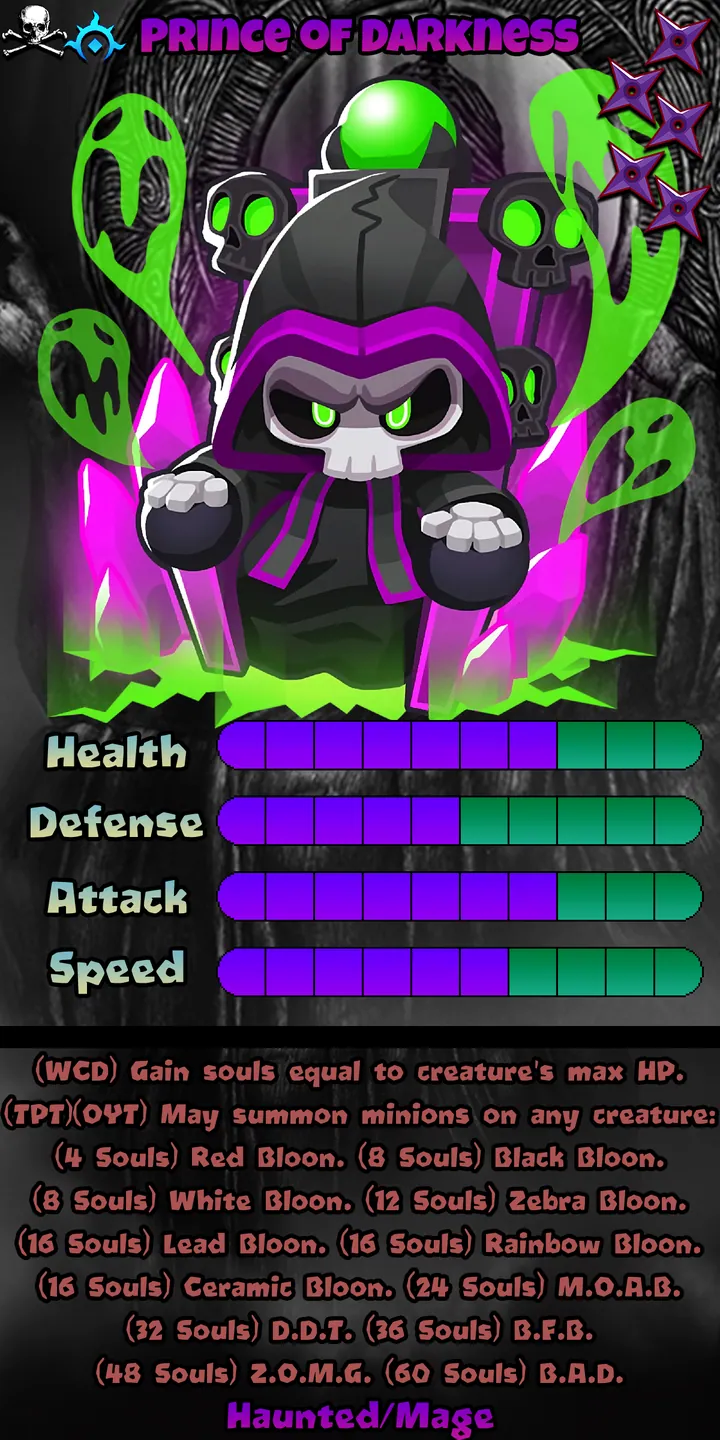 PRINCE OF DARKNESS
Health
Defense
Attack
Speed
(WCD) Gain souls equal to creature's max HP.
(TPT)(OYT) May summon minions on any creature:
(4 Souls) Red Bloon. (8 Souls) Black Bloon.
(8 Souls) White Bloon. (12 Souls) Zebra Bloon.
(16 Souls) Lead Bloon. (16 Souls) Rainbow Bloon.
(16 Souls) Ceramic Bloon. (24 Souls) M.O.A.B.
(32 Souls) D.D.T. (36 Souls) B.F.B.
(48 Souls) Z.O.M.G. (60 Souls) B.A.D.
Haunted/Mage